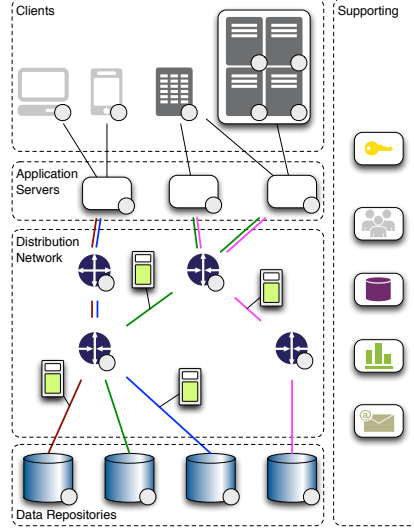 Clients
Supporting
Application
Servers
Distribution
Network
@
Data Repositories